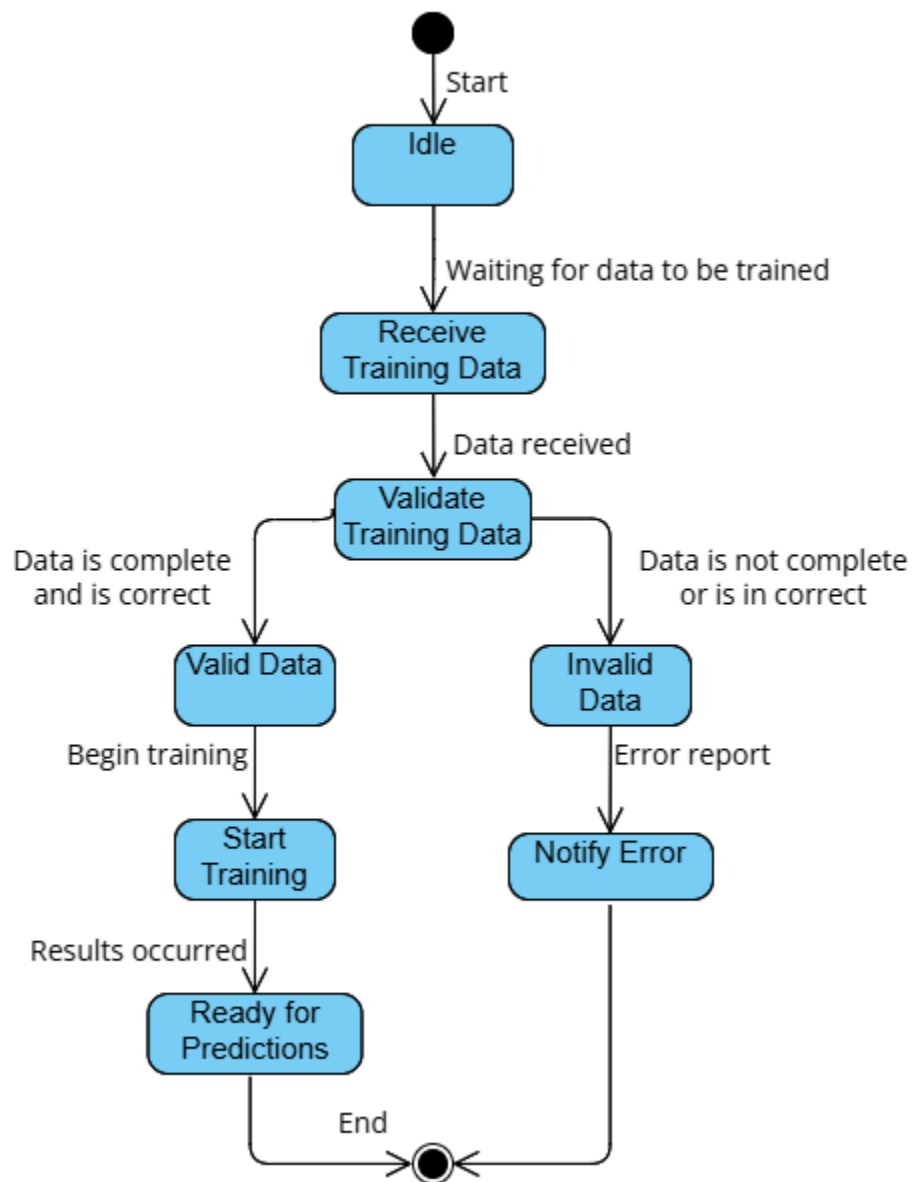 Start
Idle
Waiting for data to be trained
Receive
Training Data
Data received
Validate
Training Data
Data is complete
and is correct
Data is not complete
or is in correct
Valid Data
Invalid
Data
Begin training
Error report
Start
Training
Notify Error
Results occurred
Ready for
Predictions
End